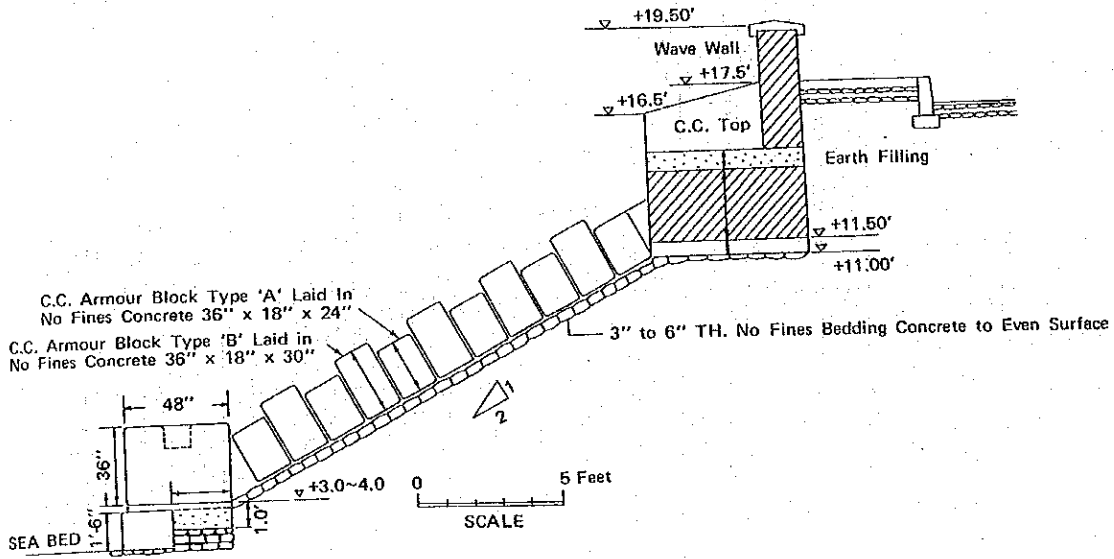 +19.50'
Wave Wall
+17.5'
+16.5'
C.C. Top
Earth Filling
+11.50'
+11.00'
C.C. Armour Block Type 'A' Laid In
No Fines Concrete 36" x 18" x 24"
C.C. Armour Block Type 'B' Laid in
No Fines Concrete 36" x 18" x 30"
3" to 6" TH. No Fines Bedding Concrete to Even Surface
1
2
48"
36"
+3.0~4.0
0 5 Feet
SCALE
1.0'
1'-6"
SEA BED